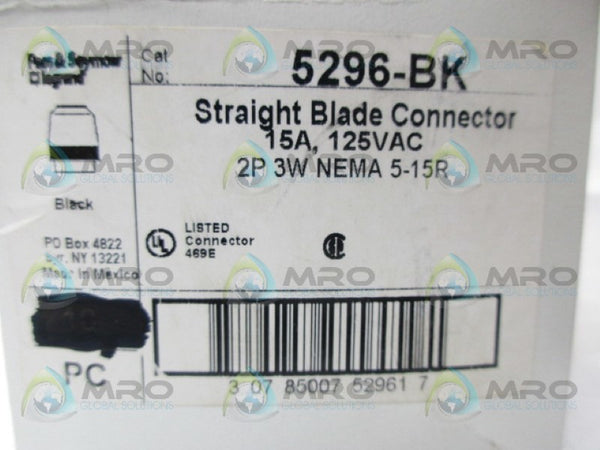 Pass & Seymour
Legrand
Cat
No:
5296-BK
Straight Blade Connector
15A, 125VAC
2P 3W NEMA 5-15R
Black
UL
LISTED
Connector
469E
PO Box 4822
Syr. NY 13221
Made in Mexico
PC
3 07 85007 52961 7
MRO
GLOBAL SOLUTIONS